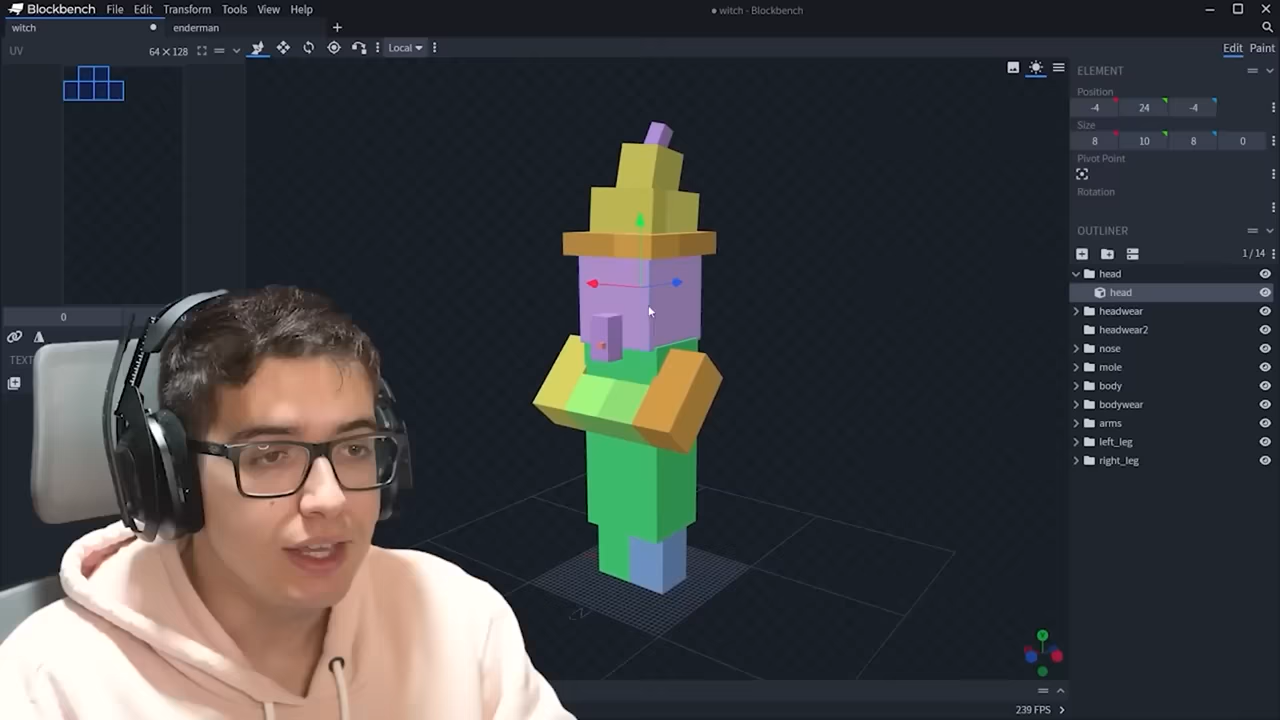 Blockbench File Edit Transform Tools View Help
• witch - Blockbench
witch
enderman
UV
64 × 128
Local
Edit
Paint
ELEMENT
Position
-4 24 -4
Size
8 10 8 0
Pivot Point
Rotation
OUTLINER
1 / 14
head
head
headwear
headwear2
nose
mole
body
bodywear
arms
left_leg
right_leg
0
TEXT
239 FPS